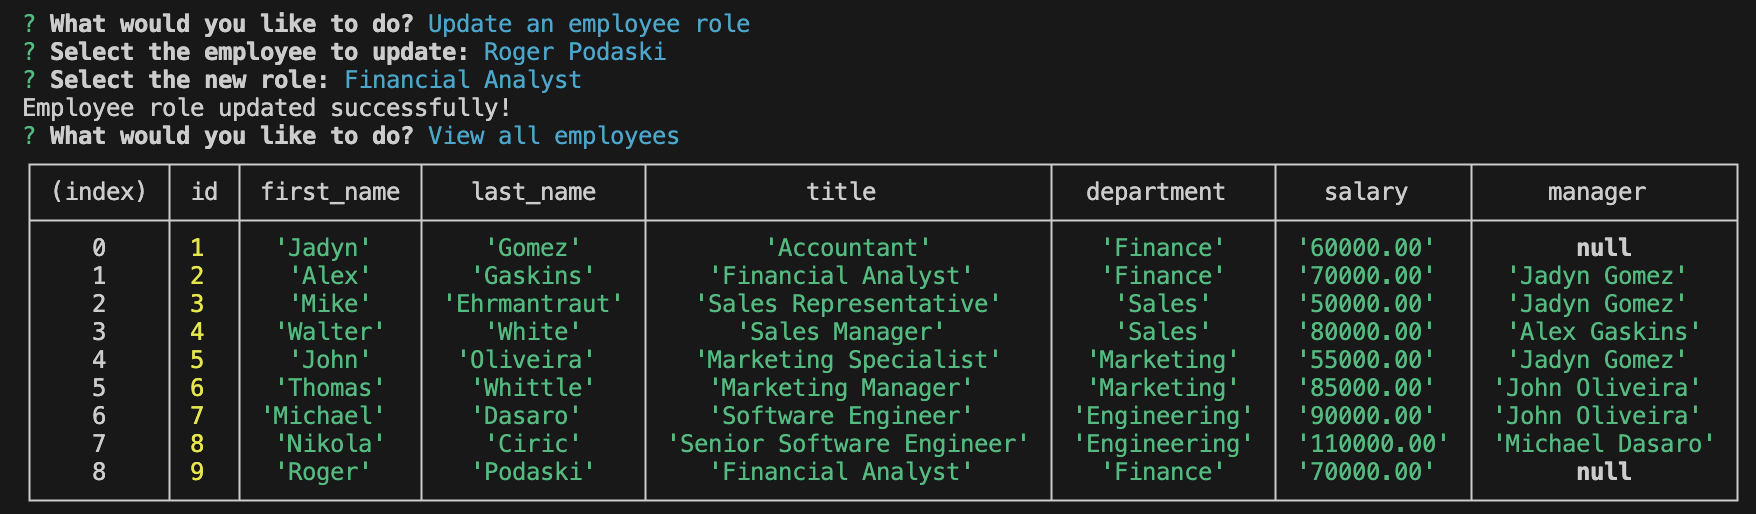 ? What would you like to do? Update an employee role
? Select the employee to update: Roger Podaski
? Select the new role: Financial Analyst
Employee role updated successfully!
? What would you like to do? View all employees
(index) id first_name last_name title department salary manager
0 1 'Jadyn' 'Gomez' 'Accountant' 'Finance' '60000.00' null
1 2 'Alex' 'Gaskins' 'Financial Analyst' 'Finance' '70000.00' 'Jadyn Gomez'
2 3 'Mike' 'Ehrmantraut' 'Sales Representative' 'Sales' '50000.00' 'Jadyn Gomez'
3 4 'Walter' 'White' 'Sales Manager' 'Sales' '80000.00' 'Alex Gaskins'
4 5 'John' 'Oliveira' 'Marketing Specialist' 'Marketing' '55000.00' 'Jadyn Gomez'
5 6 'Thomas' 'Whittle' 'Marketing Manager' 'Marketing' '85000.00' 'John Oliveira'
6 7 'Michael' 'Dasaro' 'Software Engineer' 'Engineering' '90000.00' 'John Oliveira'
7 8 'Nikola' 'Ciric' 'Senior Software Engineer' 'Engineering' '110000.00' 'Michael Dasaro'
8 9 'Roger' 'Podaski' 'Financial Analyst' 'Finance' '70000.00' null